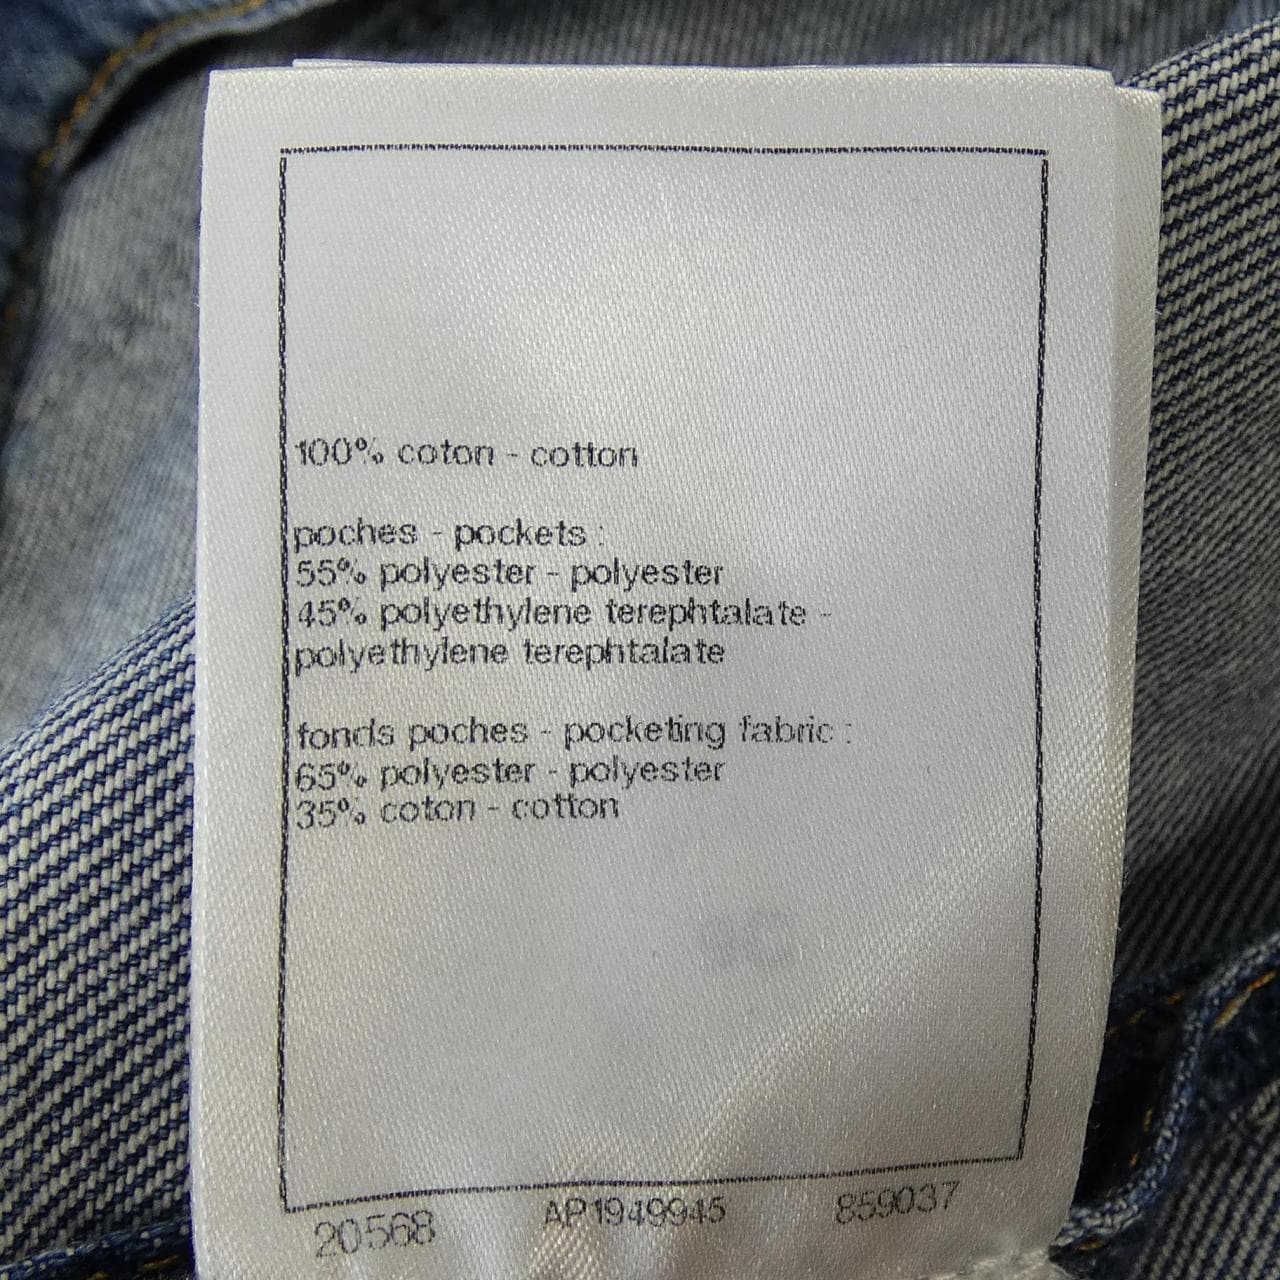 100% coton - cotton
poches - pockets :
55% polyester - polyester
45% polyethylene terephtalate -
polyethylene terephtalate
fonds poches - pocketing fabric :
65% polyester - polyester
35% coton - cotton
20568 AP1949945 859037